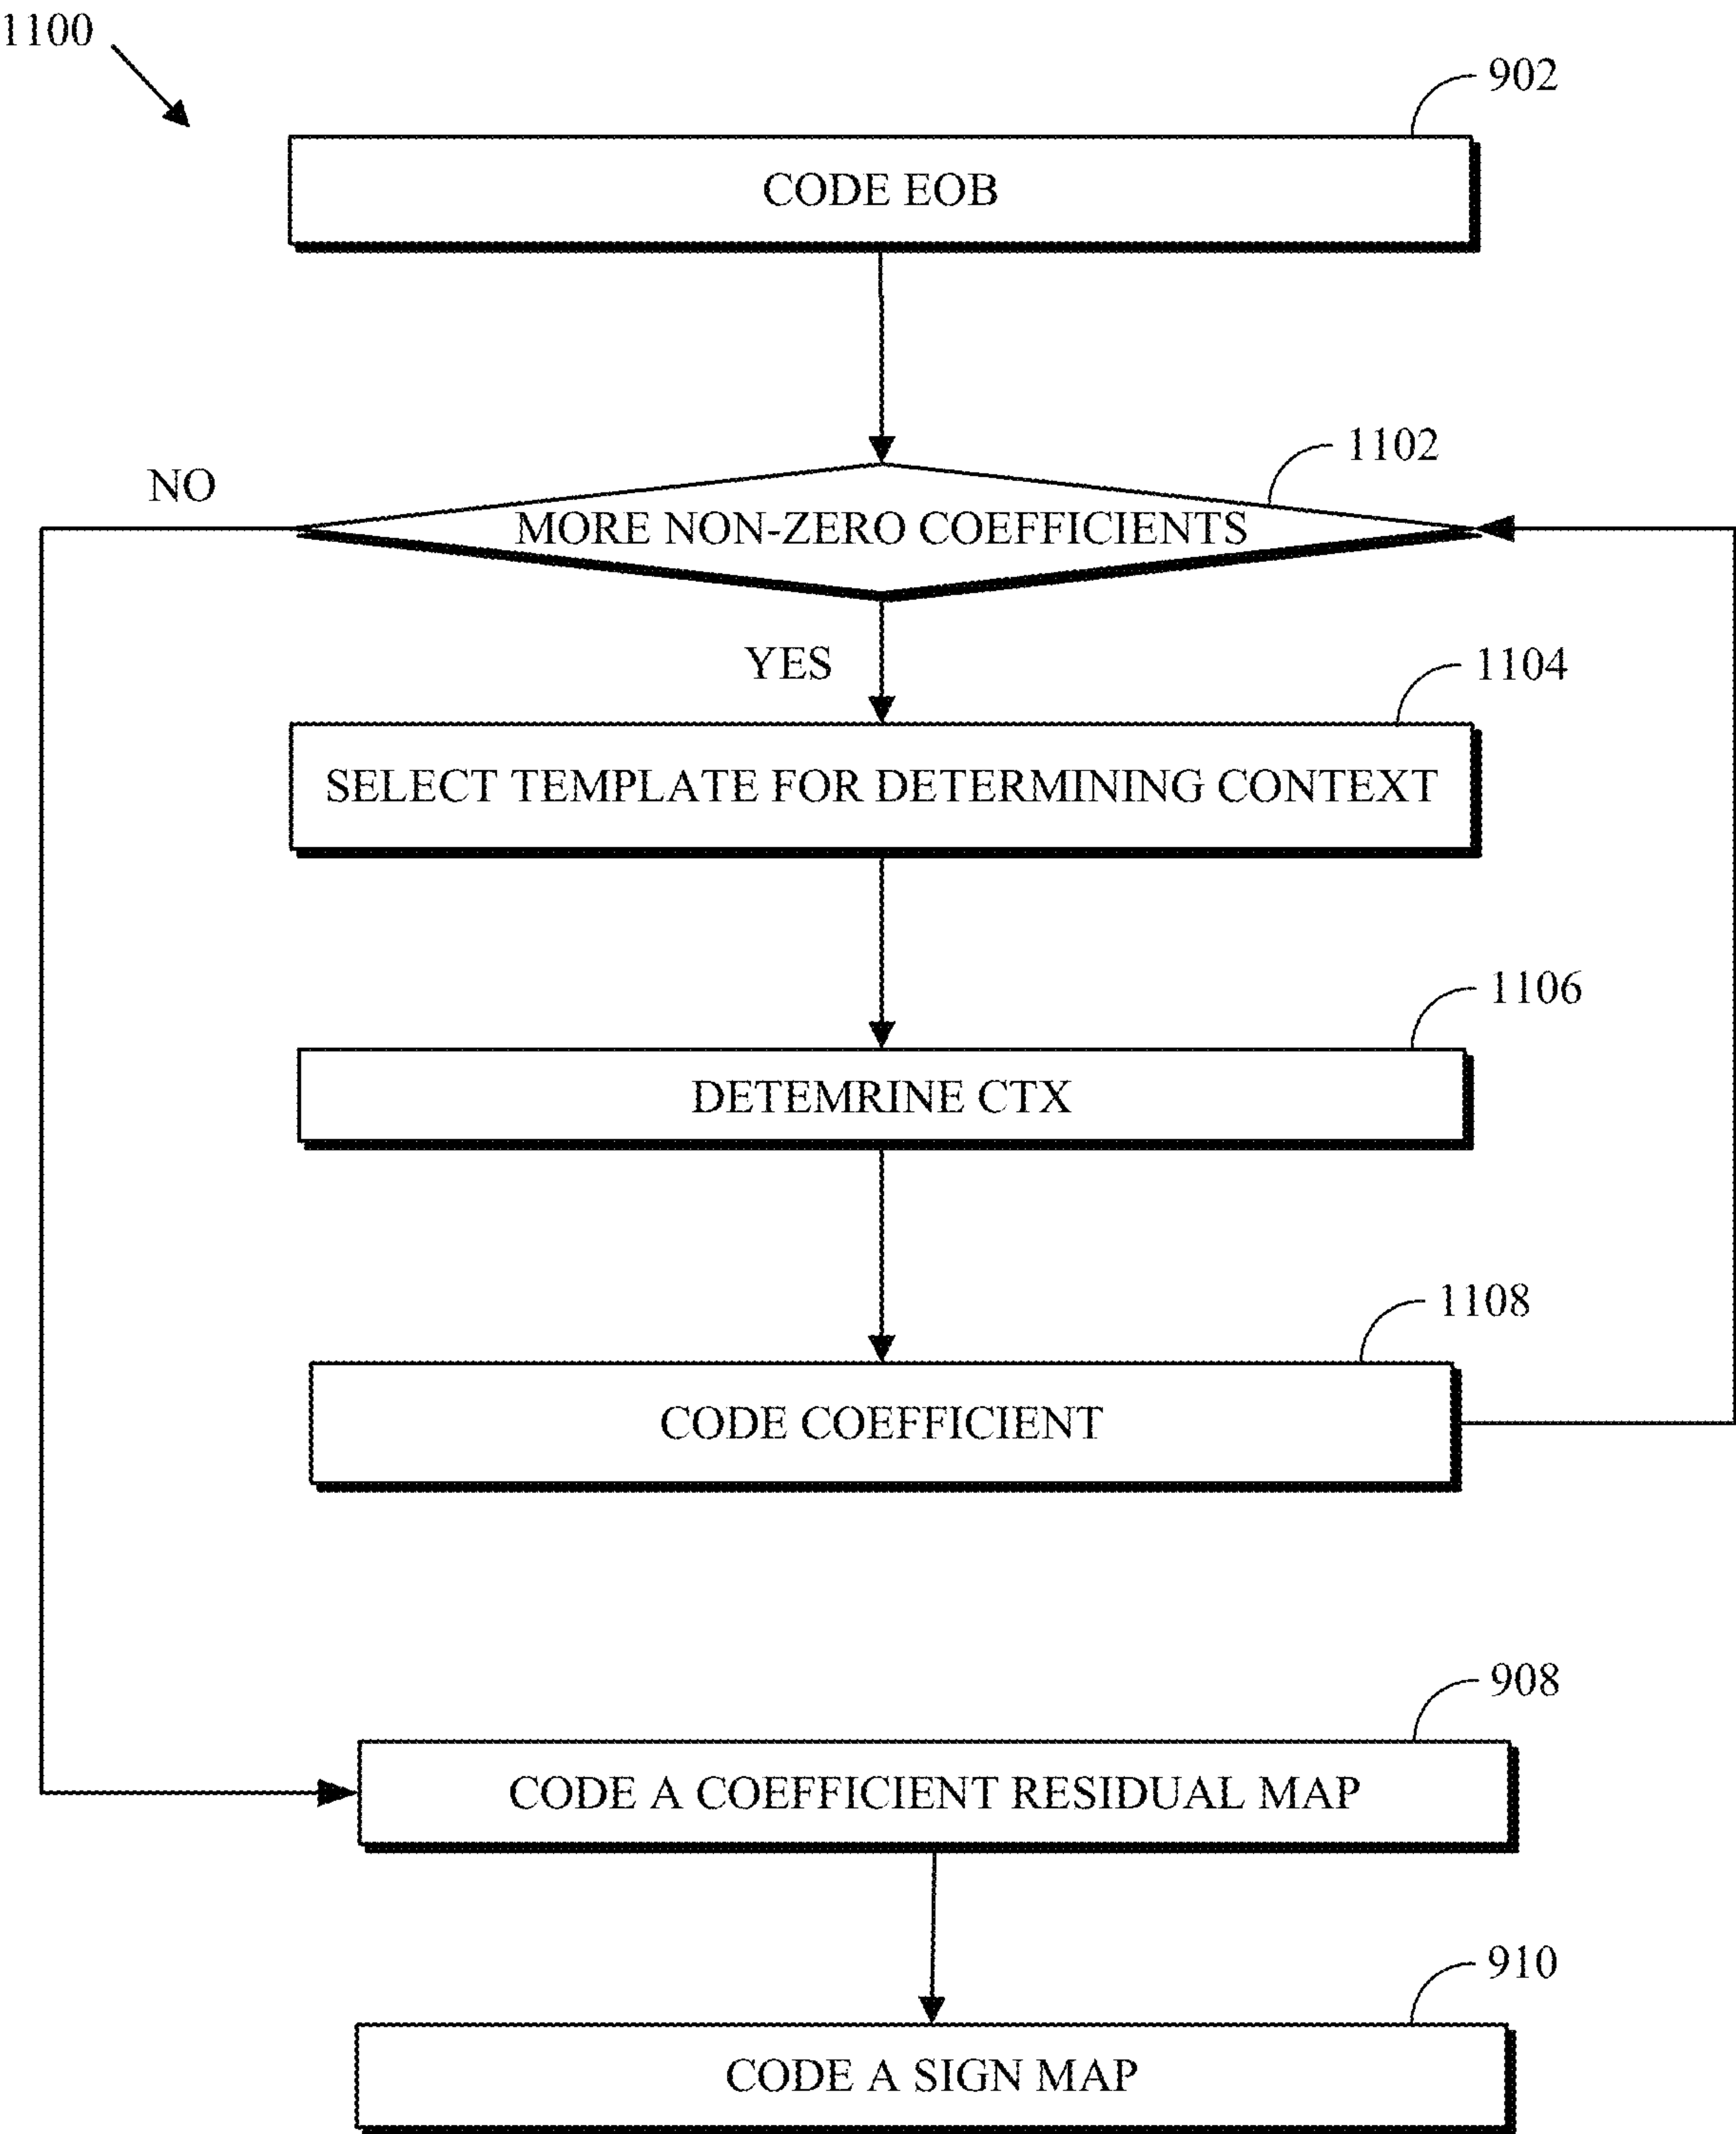 1100
902
CODE EOB
1102
NO
MORE NON-ZERO COEFFICIENTS
YES
1104
SELECT TEMPLATE FOR DETERMINING CONTEXT
1106
DETEMRINE CTX
1108
CODE COEFFICIENT
908
CODE A COEFFICIENT RESIDUAL MAP
910
CODE A SIGN MAP